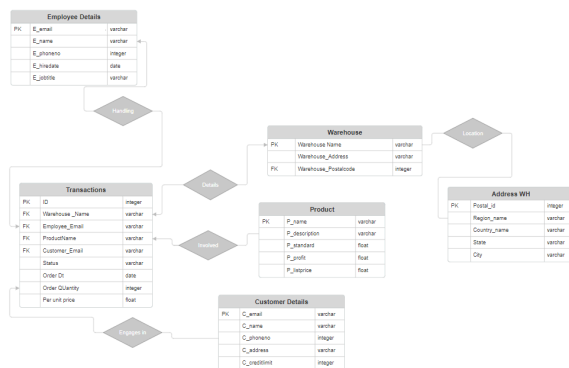 Employee Details
PK E_email varchar
E_name varchar
E_phoneno integer
E_hiredate date
E_jobtitle varchar
Handling
Warehouse
PK Warehouse Name varchar
Warehouse_Address varchar
FK Warehouse_Postalcode integer
Location
Details
Transactions
PK ID integer
FK Warehouse _Name varchar
FK Employee_Email varchar
FK ProductName varchar
FK Customer_Email varchar
Status varchar
Order Dt date
Order QUantity integer
Per unit price float
Product
PK P_name varchar
P_description varchar
P_standard float
P_profit float
P_listprice float
Involved
Address WH
PK Postal_id integer
Region_name varchar
Country_name varchar
State varchar
City varchar
Engages in
Customer Details
PK C_email varchar
C_name varchar
C_phoneno integer
C_address varchar
C_creditlimit integer